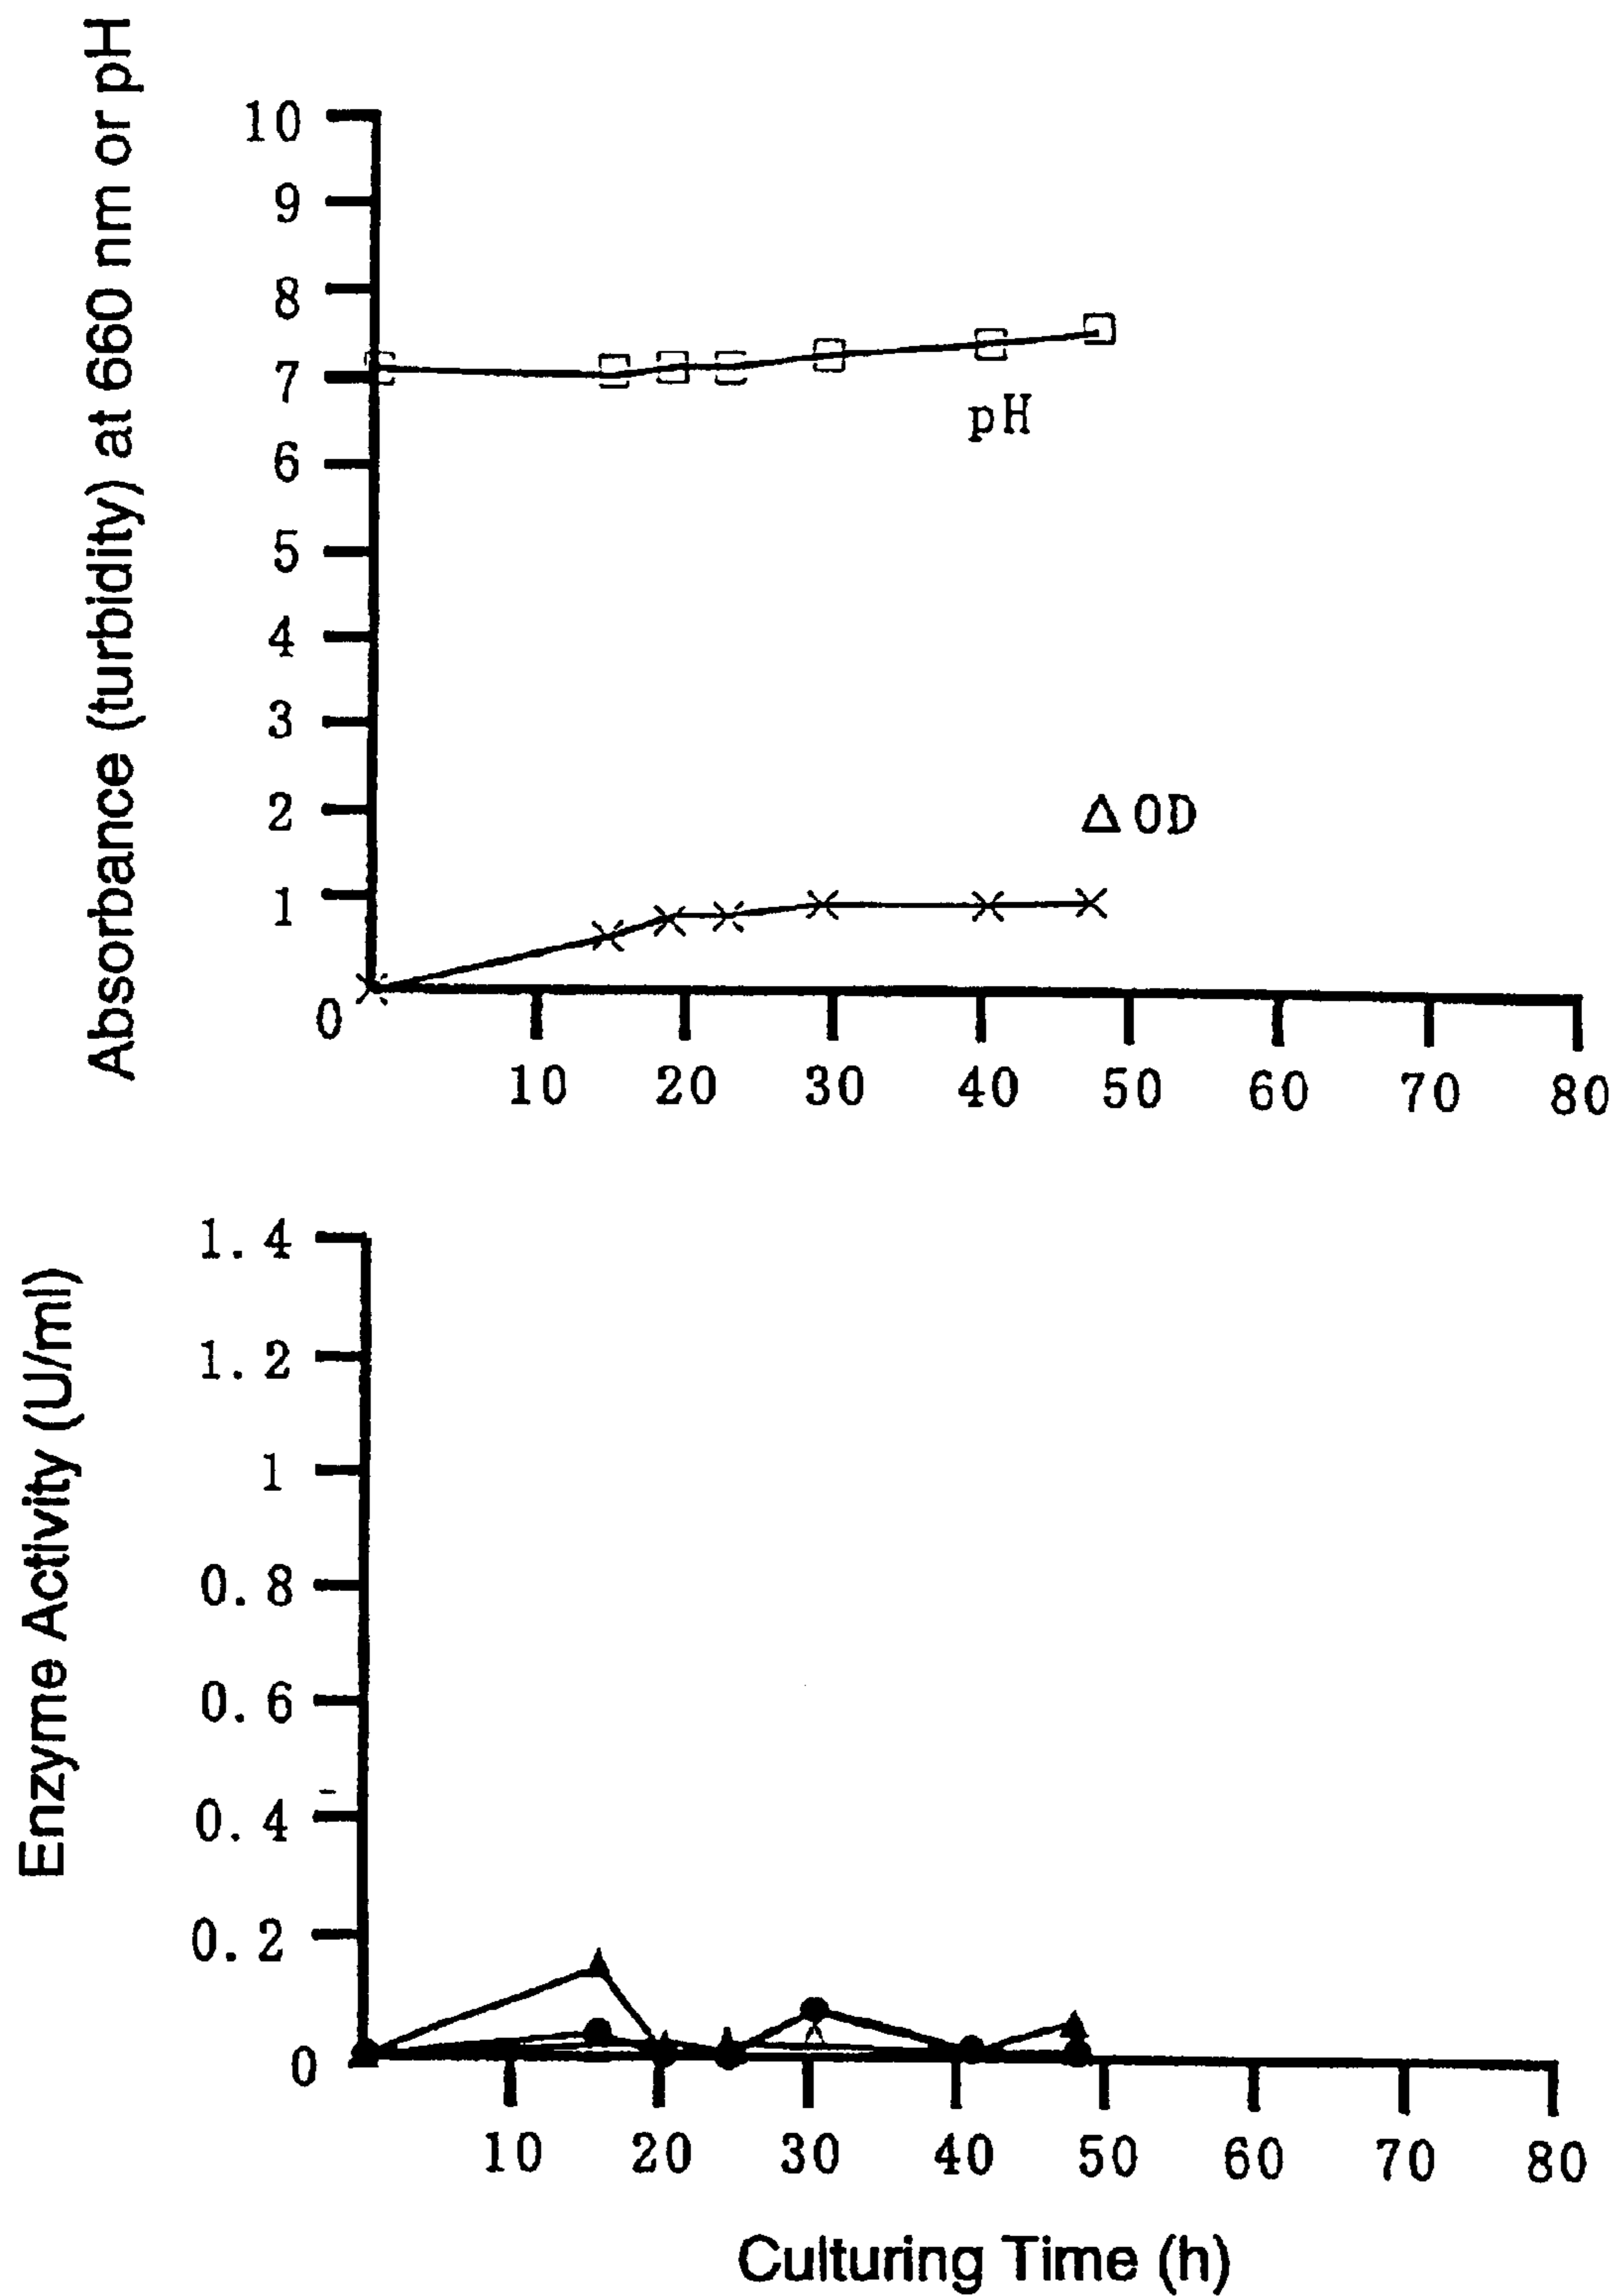 Absorbance (turbidity) at 660 nm or pH
10
9
8
7
6
5
4
3
2
1
0
pH
Δ OD
10 20 30 40 50 60 70 80
Enzyme Activity (U/ml)
1.4
1.2
1
0.8
0.6
0.4
0.2
0
10 20 30 40 50 60 70 80
Culturing Time (h)